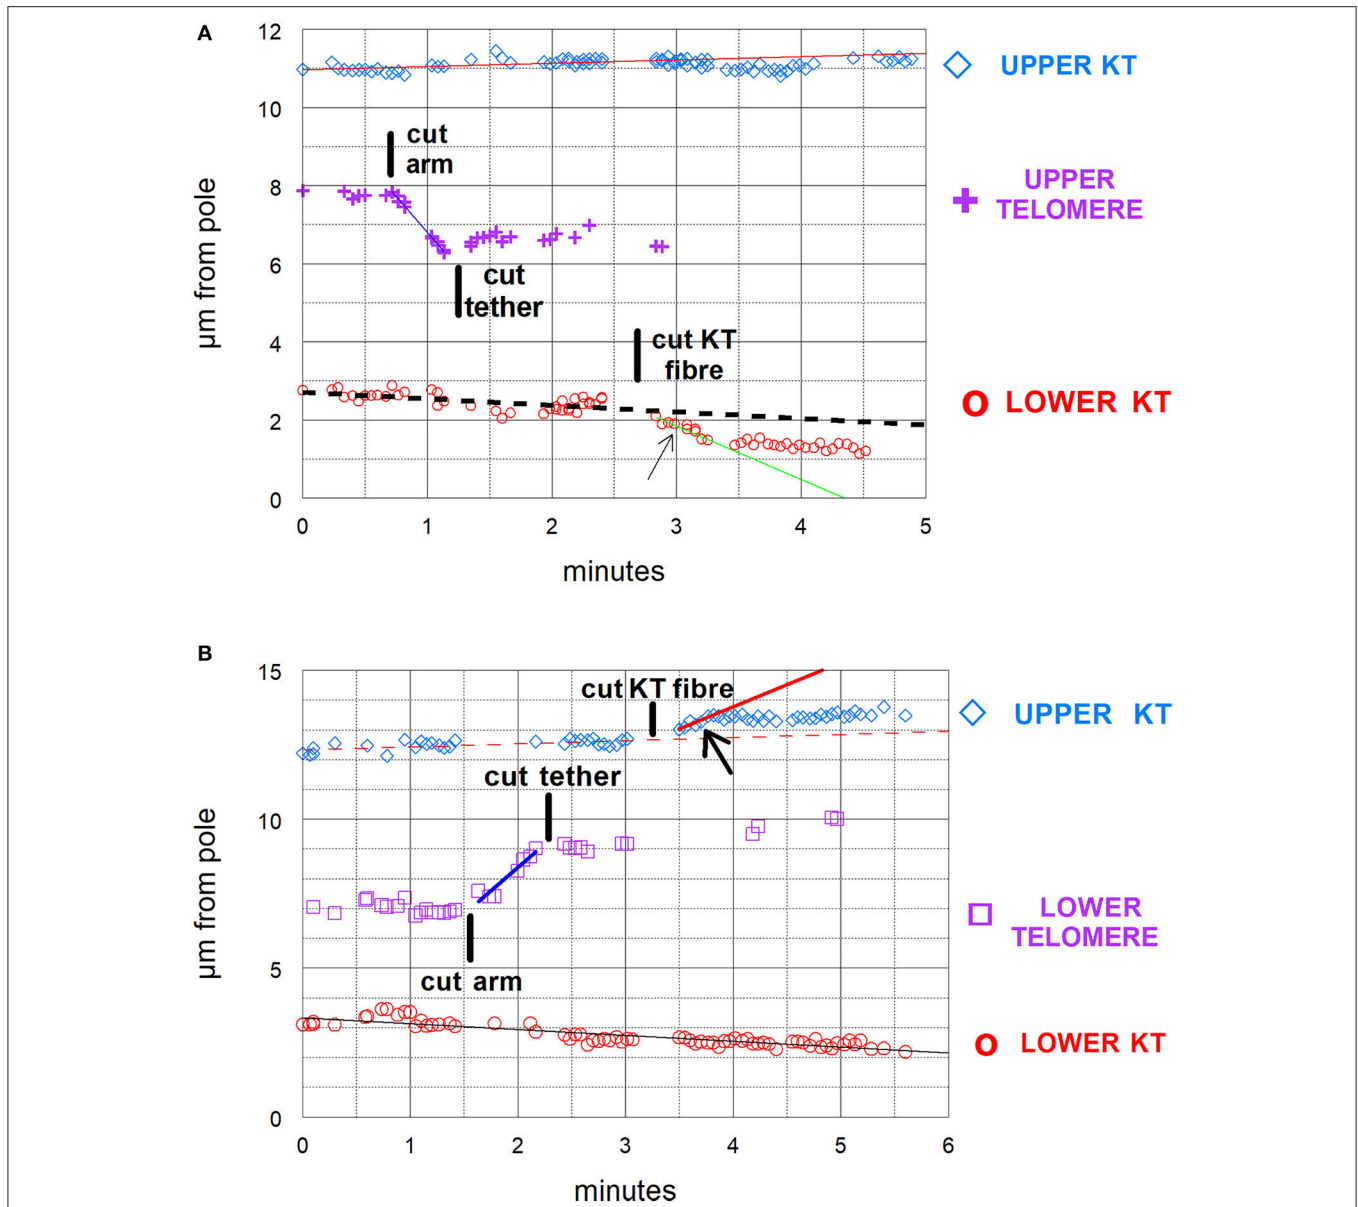 A
12
10
8
6
4
2
0
µm from pole
0 1 2 3 4 5
minutes
cut
arm
cut
tether
cut KT
fibre
UPPER KT
UPPER
TELOMERE
LOWER KT
B
15
10
5
0
µm from pole
0 1 2 3 4 5 6
minutes
cut KT fibre
cut tether
cut arm
UPPER KT
LOWER
TELOMERE
LOWER KT